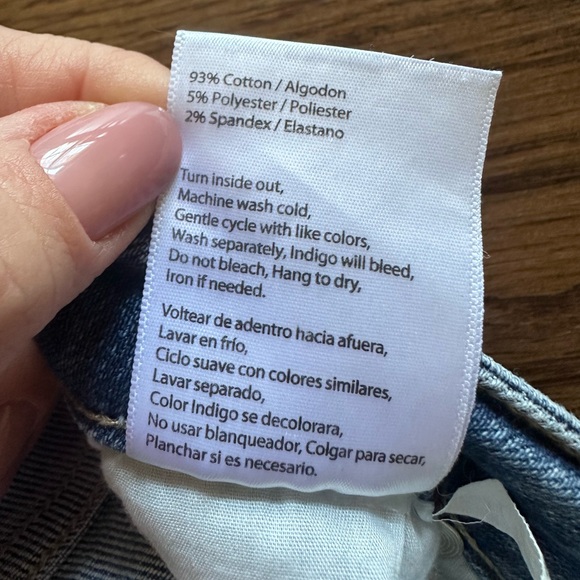 93% Cotton / Algodon
5% Polyester / Poliester
2% Spandex / Elastano
Turn inside out,
Machine wash cold,
Gentle cycle with like colors,
Wash separately, Indigo will bleed,
Do not bleach, Hang to dry,
Iron if needed.
Voltear de adentro hacia afuera,
Lavar en frío,
Ciclo suave con colores similares,
Lavar separado,
Color Indigo se decolorara,
No usar blanqueador, Colgar para secar,
Planchar si es necesario.